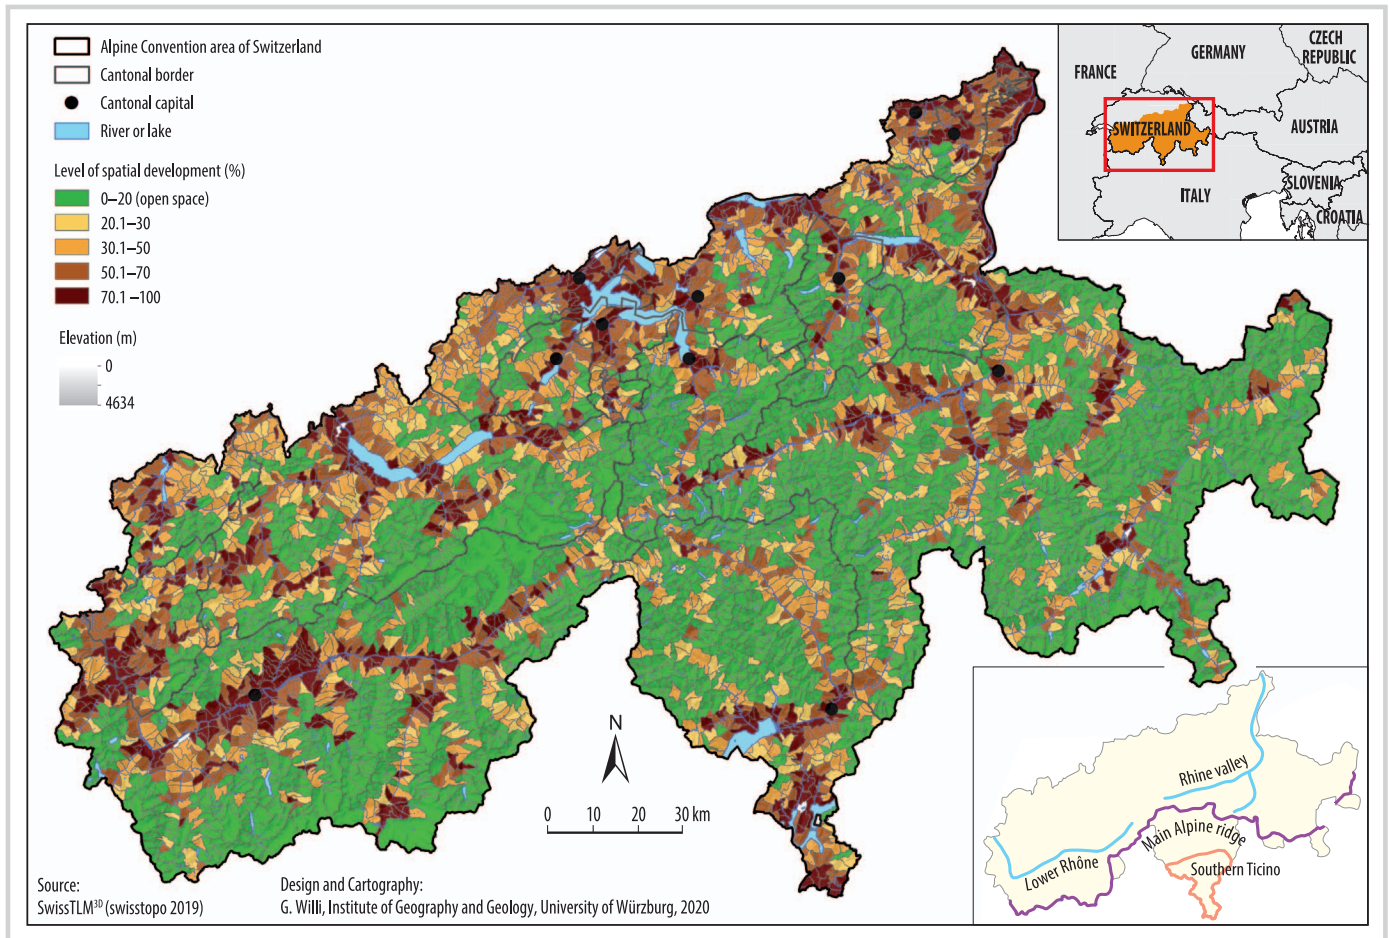 Alpine Convention area of Switzerland
Cantonal border
Cantonal capital
River or lake
Level of spatial development (%)
0–20 (open space)
20.1–30
30.1–50
50.1–70
70.1 –100
Elevation (m)
0
4634
FRANCE
GERMANY
CZECH
REPUBLIC
SWITZERLAND
AUSTRIA
ITALY
SLOVENIA
CROATIA
N
0 10 20 30 km
Rhine valley
Main Alpine ridge
Lower Rhône
Southern Ticino
Source:
SwissTLM3D (swisstopo 2019)
Design and Cartography:
G. Willi, Institute of Geography and Geology, University of Würzburg, 2020